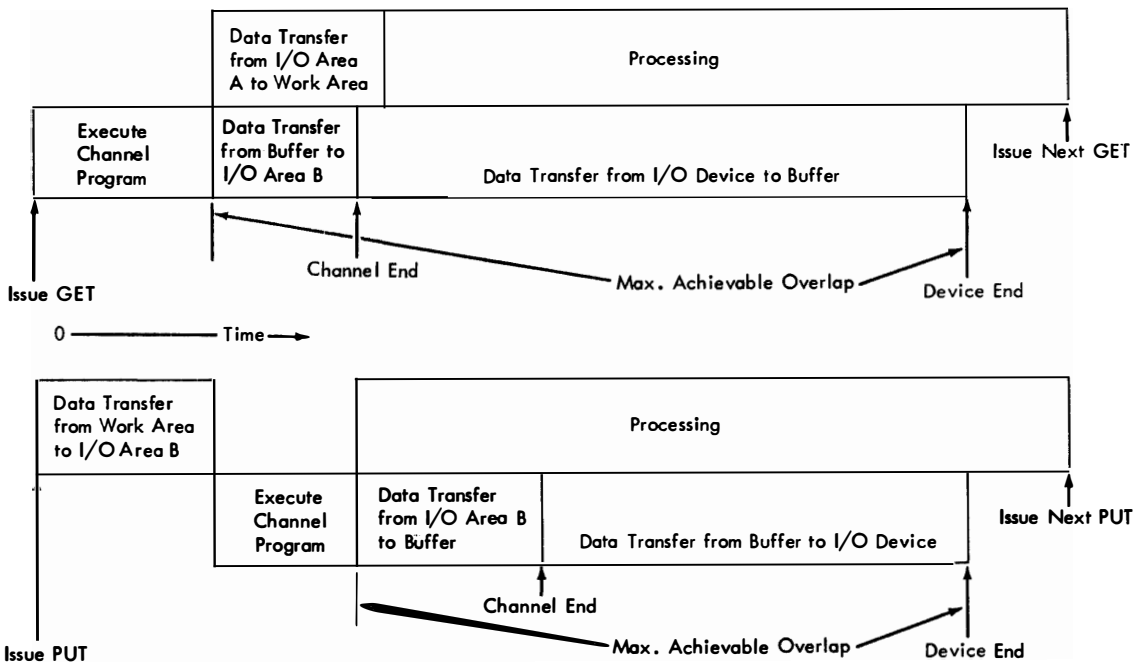 Data Transfer
from I/O Area
A to Work Area
Processing
Execute
Channel
Program
Data Transfer
from Buffer to
I/O Area B
Data Transfer from I/O Device to Buffer
Issue Next GET
Channel End
Max. Achievable Overlap
Device End
Issue GET
0
Time
Data Transfer
from Work Area
to I/O Area B
Processing
Execute
Channel
Program
Data Transfer
from I/O Area B
to Buffer
Data Transfer from Buffer to I/O Device
Issue Next PUT
Channel End
Max. Achievable Overlap
Device End
Issue PUT